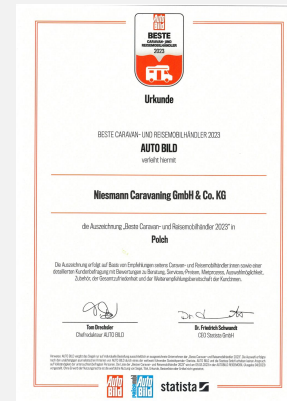 Auto
Bild
BESTE
CARAVAN- UND
REISEMOBILHÄNDLER
2023
Urkunde
BESTE CARAVAN- UND REISEMOBILHÄNDLER 2023
AUTO BILD
verleiht hiermit
Niesmann Caravaning GmbH & Co. KG
die Auszeichnung „Beste Caravan- und Reisemobilhändler 2023" in
Polch
Die Auszeichnung erfolgt auf Basis von Empfehlungen seitens Caravan- und Reisemobilhändler:innen sowie einer
detaillierten Kundenbefragung mit Bewertungen zu Beratung, Services, Preisen, Mietprozess, Auswahlmöglichkeit,
Zubehör, der Gesamtzufriedenheit und der Weiterempfehlungsbereitschaft der Kund:innen.
Tom Drechsler
Chefredakteur AUTO BILD
Dr. Friedrich Schwandt
CEO Statista GmbH
Auto
Bild
Auto
Bild
statista